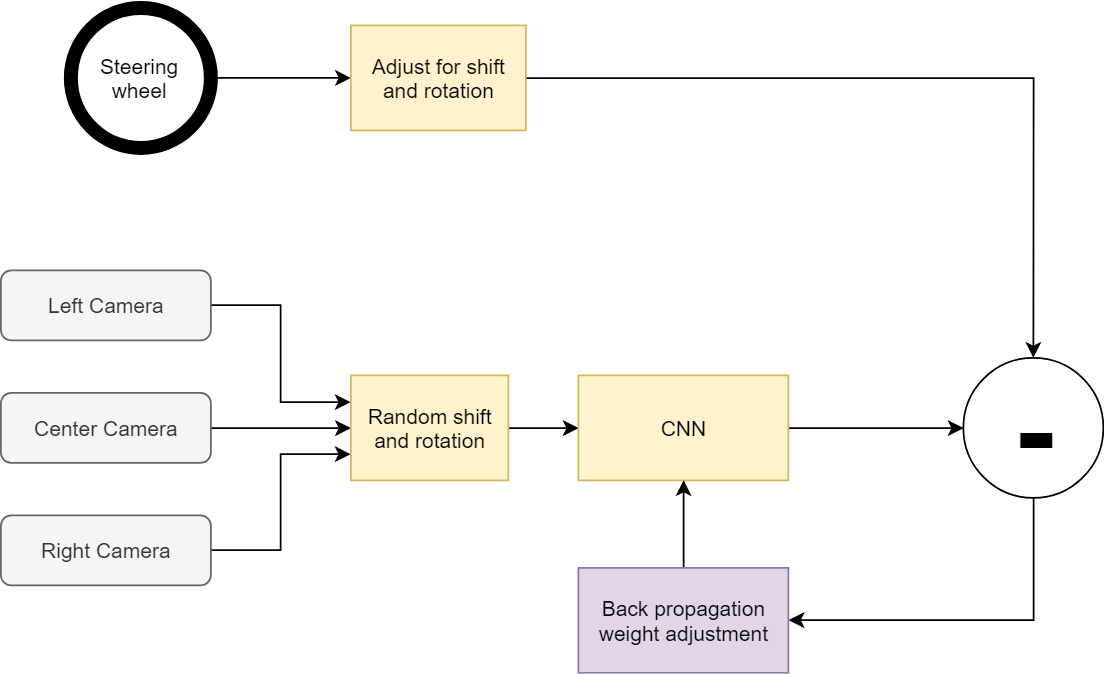 Steering
wheel
Adjust for shift
and rotation
Left Camera
Center Camera
Right Camera
Random shift
and rotation
CNN
-
Back propagation
weight adjustment